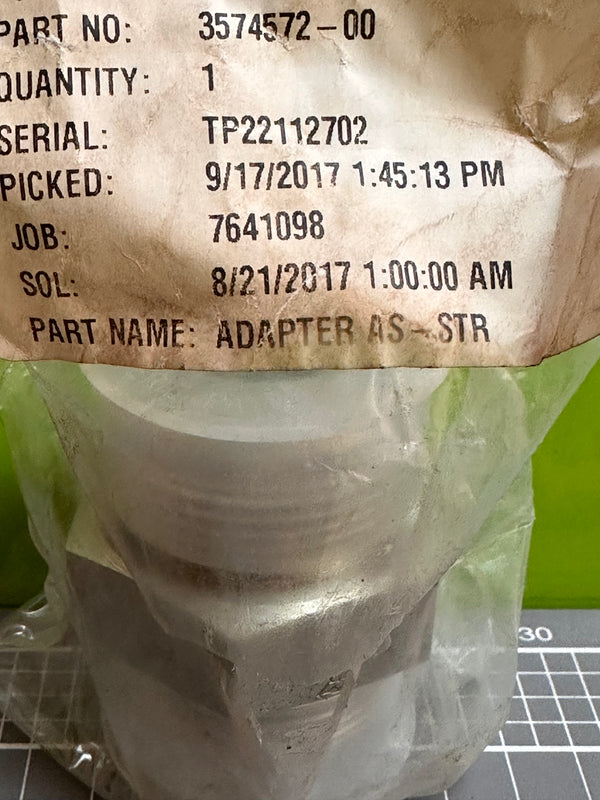 PART NO: 3574572-00
QUANTITY: 1
SERIAL: TP22112702
PICKED: 9/17/2017 1:45:13 PM
JOB: 7641098
SOL: 8/21/2017 1:00:00 AM
PART NAME: ADAPTER AS-STR
30